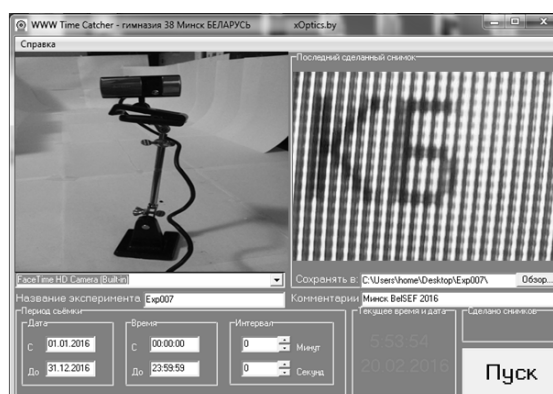 WWW Time Catcher - гимназия 38 Минск БЕЛАРУСЬ xOptics.by
Справка
Последний сделанный снимок:
КБ
FaceTime HD Camera (Built-in)
Сохранять в: C:\Users\home\Desktop\Exp007\ Обзор...
Название эксперимента Exp007 Комментарии Минск BelSEF 2016
Период съёмки
Дата Время Интервал Текущее время и дата Сделано снимков
С 01.01.2016 С 00:00:00 0 Минут
До 31.12.2016 До 23:59:59 0 Секунд
5:53:54
20.02.2016
Пуск